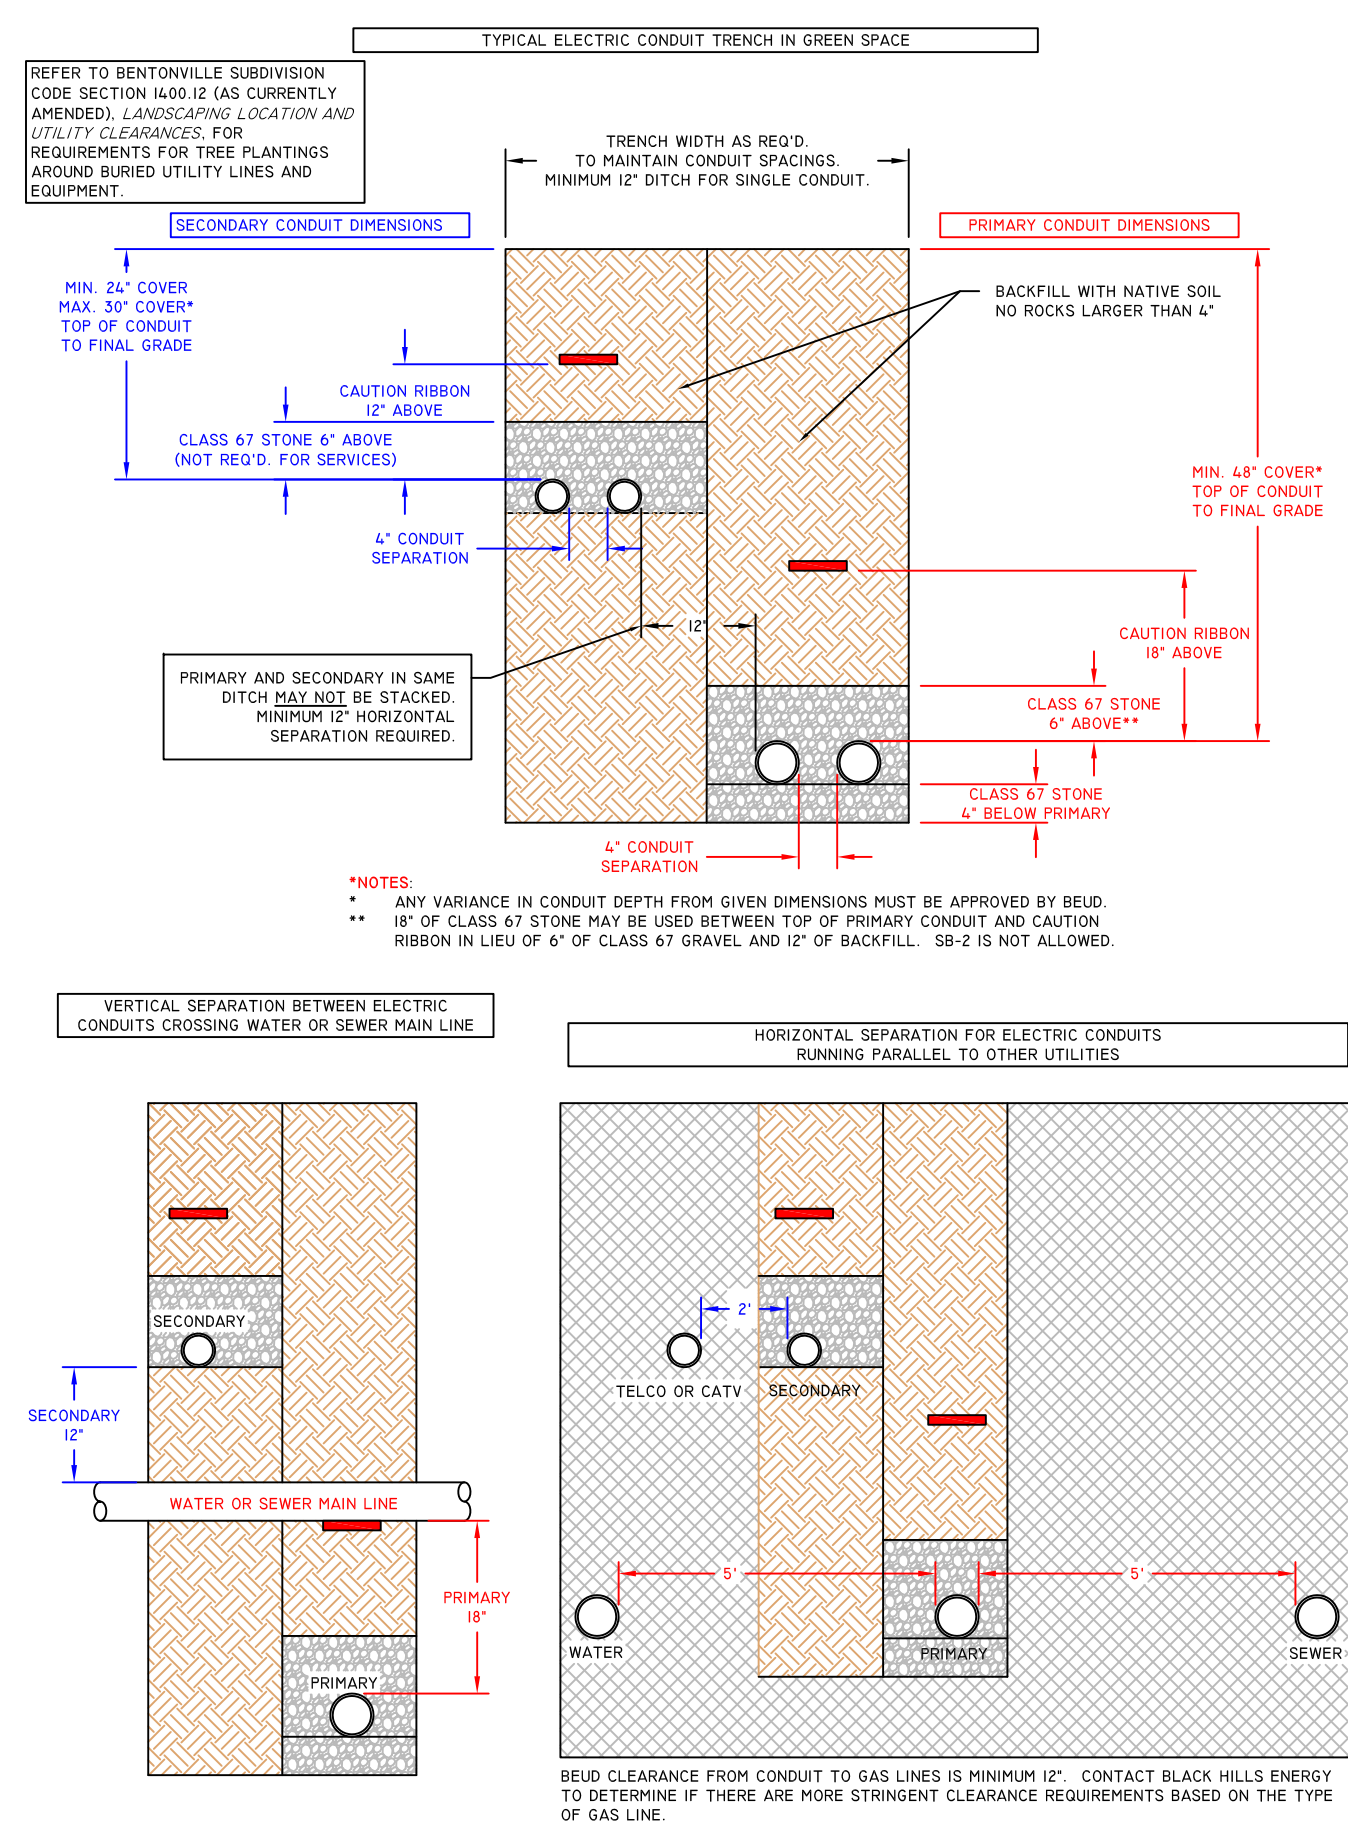 TYPICAL ELECTRIC CONDUIT TRENCH IN GREEN SPACE
REFER TO BENTONVILLE SUBDIVISION
CODE SECTION 1400.12 (AS CURRENTLY
AMENDED), LANDSCAPING LOCATION AND
UTILITY CLEARANCES, FOR
REQUIREMENTS FOR TREE PLANTINGS
AROUND BURIED UTILITY LINES AND
EQUIPMENT.
TRENCH WIDTH AS REQ'D.
TO MAINTAIN CONDUIT SPACINGS.
MINIMUM 12" DITCH FOR SINGLE CONDUIT.
SECONDARY CONDUIT DIMENSIONS
PRIMARY CONDUIT DIMENSIONS
MIN. 24" COVER
MAX. 30" COVER*
TOP OF CONDUIT
TO FINAL GRADE
BACKFILL WITH NATIVE SOIL
NO ROCKS LARGER THAN 4"
CAUTION RIBBON
12" ABOVE
CLASS 67 STONE 6" ABOVE
(NOT REQ'D. FOR SERVICES)
MIN. 48" COVER*
TOP OF CONDUIT
TO FINAL GRADE
4" CONDUIT
SEPARATION
12"
CAUTION RIBBON
18" ABOVE
PRIMARY AND SECONDARY IN SAME
DITCH MAY NOT BE STACKED.
MINIMUM 12" HORIZONTAL
SEPARATION REQUIRED.
CLASS 67 STONE
6" ABOVE**
CLASS 67 STONE
4" BELOW PRIMARY
4" CONDUIT
SEPARATION
*NOTES:
* ANY VARIANCE IN CONDUIT DEPTH FROM GIVEN DIMENSIONS MUST BE APPROVED BY BEUD.
** 18" OF CLASS 67 STONE MAY BE USED BETWEEN TOP OF PRIMARY CONDUIT AND CAUTION
RIBBON IN LIEU OF 6" OF CLASS 67 GRAVEL AND 12" OF BACKFILL. SB-2 IS NOT ALLOWED.
VERTICAL SEPARATION BETWEEN ELECTRIC
CONDUITS CROSSING WATER OR SEWER MAIN LINE
SECONDARY
SECONDARY
12"
WATER OR SEWER MAIN LINE
PRIMARY
18"
PRIMARY
HORIZONTAL SEPARATION FOR ELECTRIC CONDUITS
RUNNING PARALLEL TO OTHER UTILITIES
2'
TELCO OR CATV
SECONDARY
5'
5'
WATER
PRIMARY
SEWER
BEUD CLEARANCE FROM CONDUIT TO GAS LINES IS MINIMUM 12". CONTACT BLACK HILLS ENERGY
TO DETERMINE IF THERE ARE MORE STRINGENT CLEARANCE REQUIREMENTS BASED ON THE TYPE
OF GAS LINE.